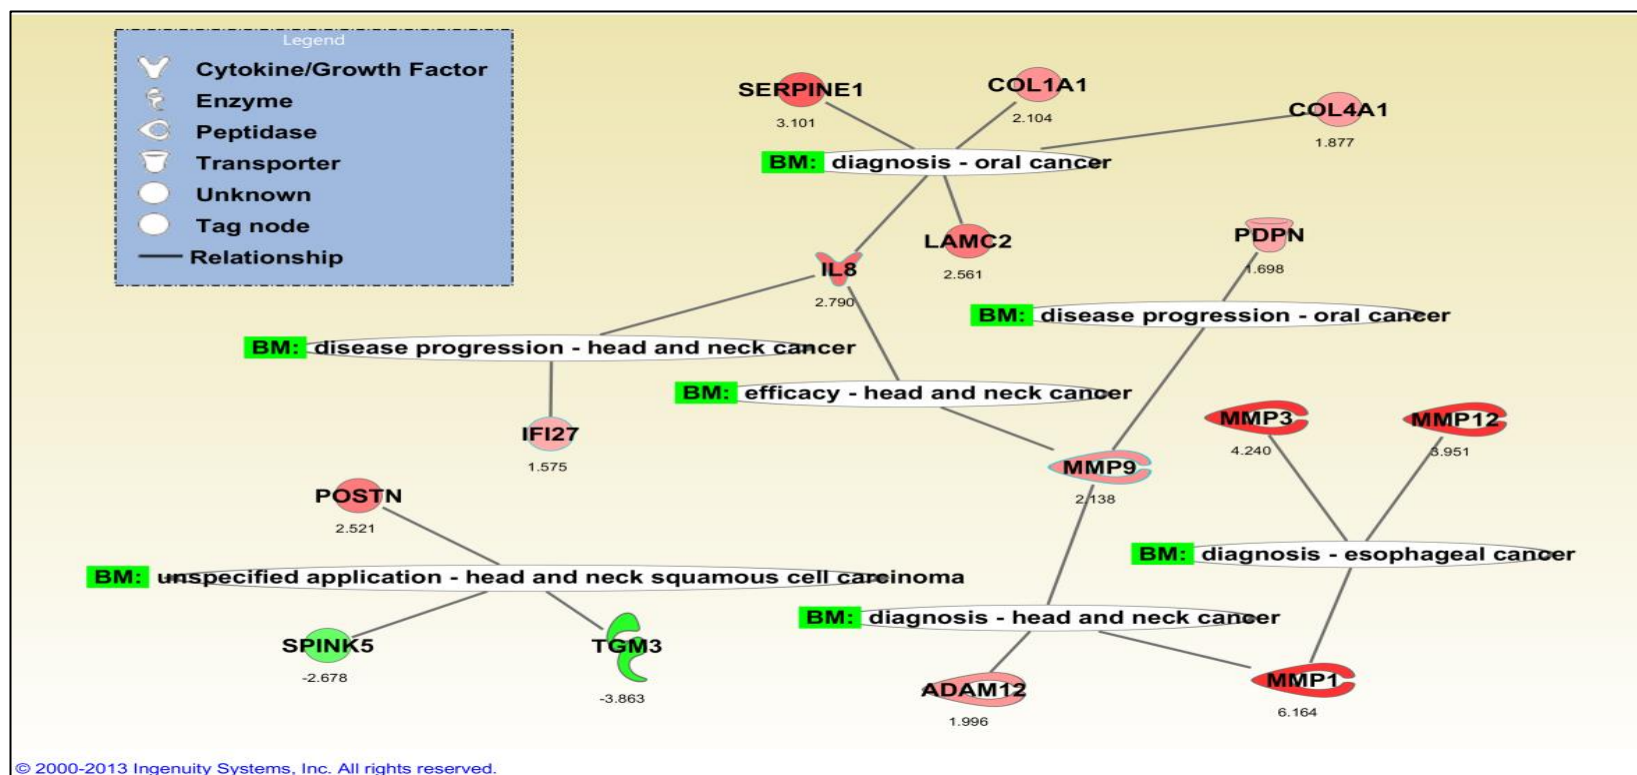 Legend
Cytokine/Growth Factor
Enzyme
Peptidase
Transporter
Unknown
Tag node
Relationship
SERPINE1
3.101
COL1A1
2.104
COL4A1
1.877
BM: diagnosis - oral cancer
LAMC2
2.561
PDPN
1.698
IL8
2.790
BM: disease progression - oral cancer
BM: disease progression - head and neck cancer
BM: efficacy - head and neck cancer
IFI27
1.575
MMP3
4.240
MMP12
3.951
MMP9
2.138
POSTN
2.521
BM: diagnosis - esophageal cancer
BM: unspecified application - head and neck squamous cell carcinoma
BM: diagnosis - head and neck cancer
SPINK5
-2.678
TGM3
-3.863
ADAM12
1.996
MMP1
6.164
© 2000-2013 Ingenuity Systems, Inc. All rights reserved.